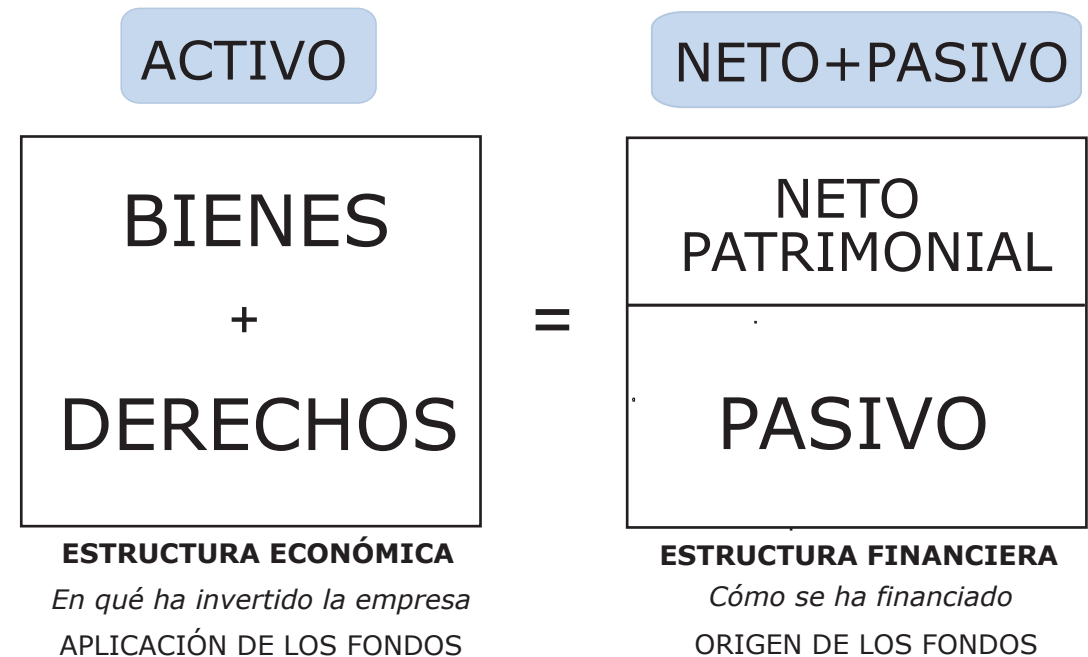 ACTIVO
BIENES
+
DERECHOS
ESTRUCTURA ECONÓMICA
En qué ha invertido la empresa
APLICACIÓN DE LOS FONDOS
=
NETO+PASIVO
NETO
PATRIMONIAL
PASIVO
ESTRUCTURA FINANCIERA
Cómo se ha financiado
ORIGEN DE LOS FONDOS